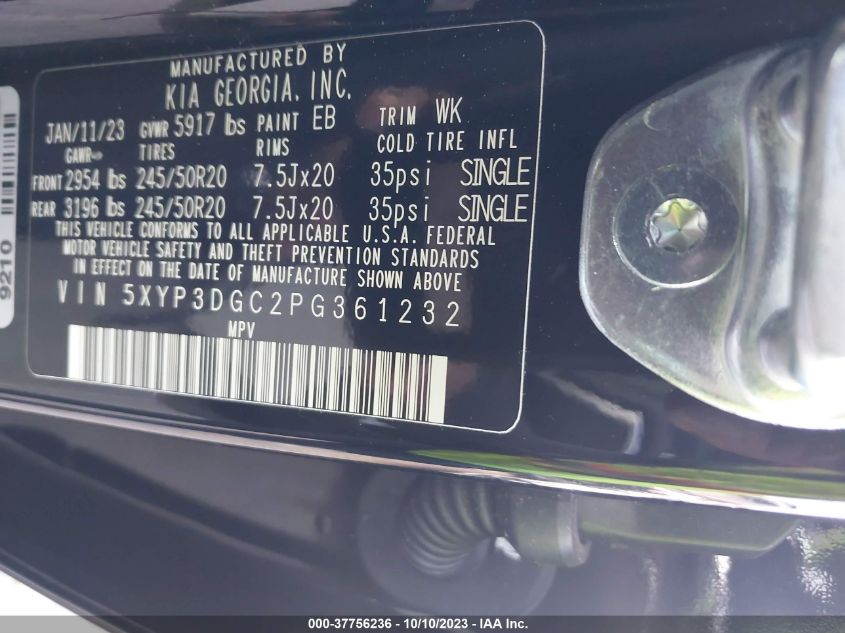 MANUFACTURED BY
KIA GEORGIA, INC.
JAN/11/23 GVWR 5917 lbs PAINT EB TRIM WK
GAWR TIRES RIMS COLD TIRE INFL
FRONT 2954 lbs 245/50R20 7.5Jx20 35psi SINGLE
REAR 3196 lbs 245/50R20 7.5Jx20 35psi SINGLE
THIS VEHICLE CONFORMS TO ALL APPLICABLE U.S.A. FEDERAL
MOTOR VEHICLE SAFETY AND THEFT PREVENTION STANDARDS
IN EFFECT ON THE DATE OF MANUFACTURE SHOWN ABOVE
VIN 5XYP3DGC2PG361232
MPV
9210
000-37756236 - 10/10/2023 - IAA Inc.